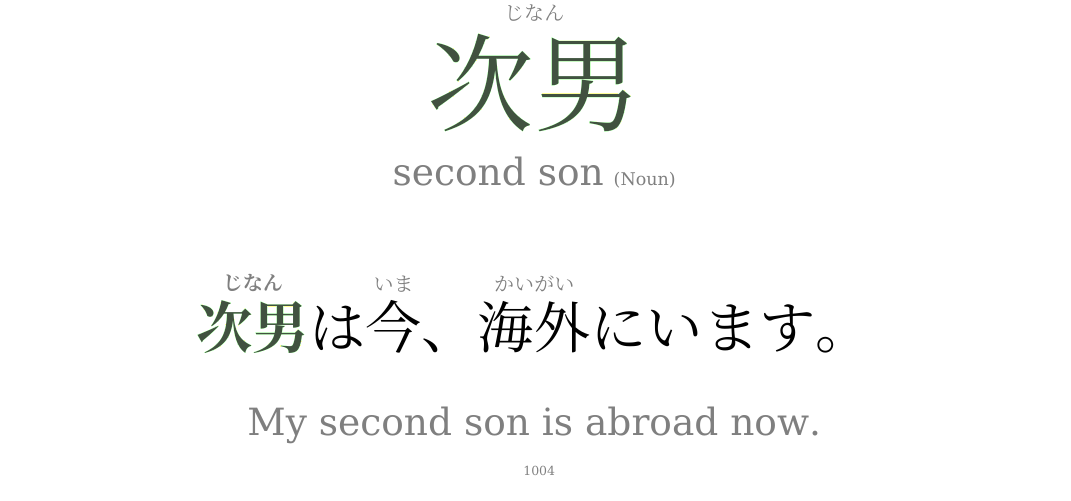 じなん
次男
second son (Noun)
じなん いま かいがい
次男は今、海外にいます。
My second son is abroad now.
1004